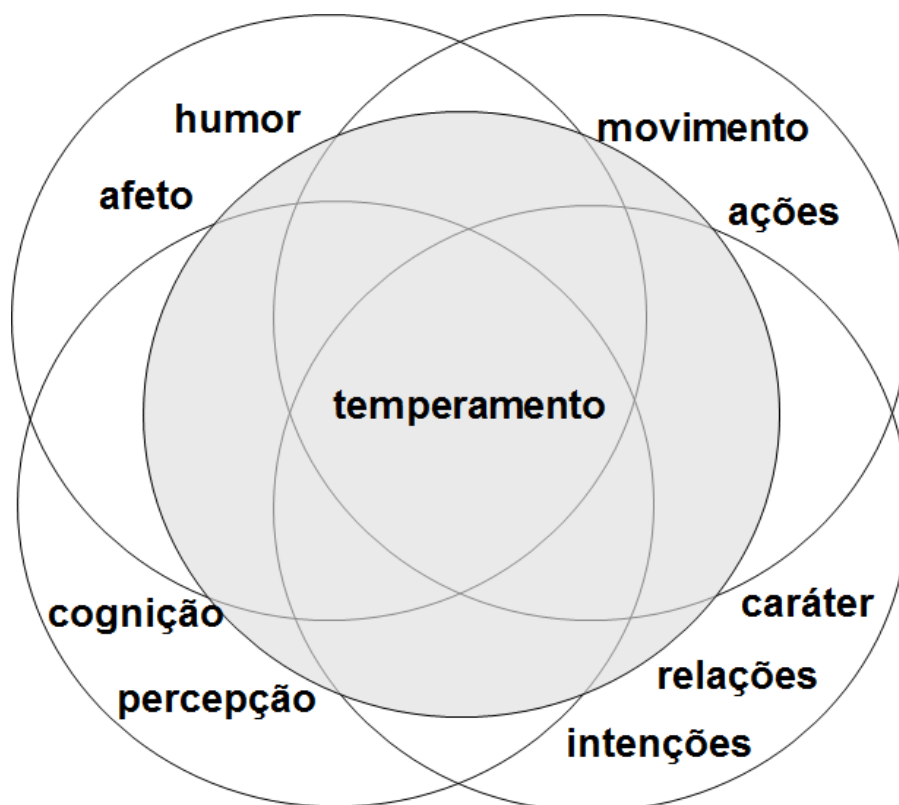 humor
movimento
afeto
ações
temperamento
cognição
caráter
relações
percepção
intenções